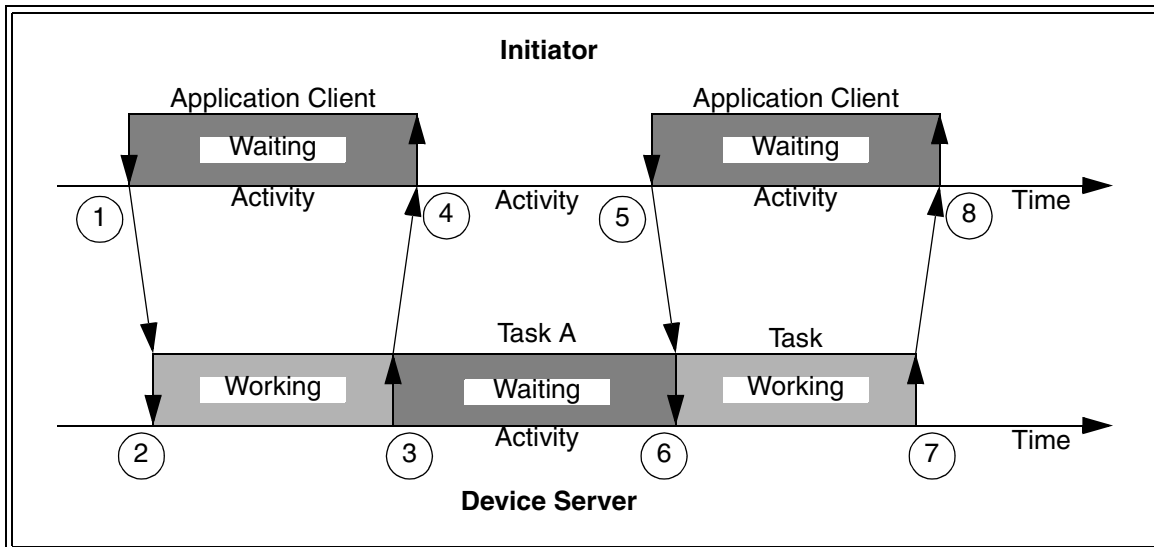 Initiator
Application Client Application Client
Waiting Waiting
Activity Activity Activity Time
1 4 5 8
Task A Task
Working Waiting Working
Activity Time
2 3 6 7
Device Server